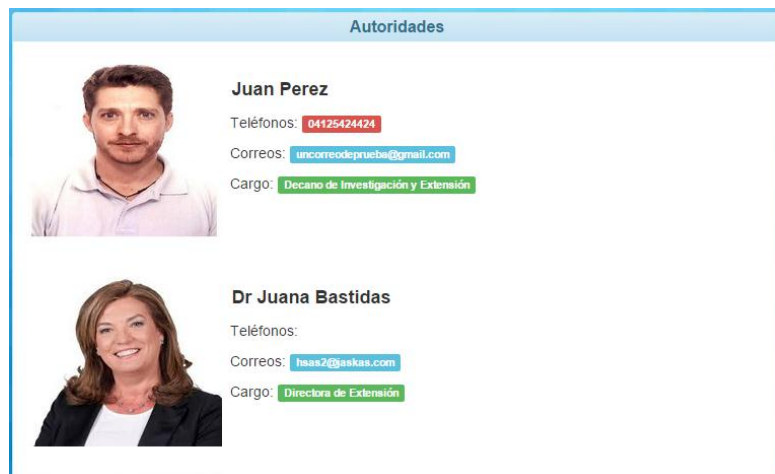 Autoridades
Juan Perez
Teléfonos: 04125424424
Correos: uncorreodeprueba@gmail.com
Cargo: Decano de Investigación y Extensión
Dr Juana Bastidas
Teléfonos:
Correos: hsas2@jaskas.com
Cargo: Directora de Extensión